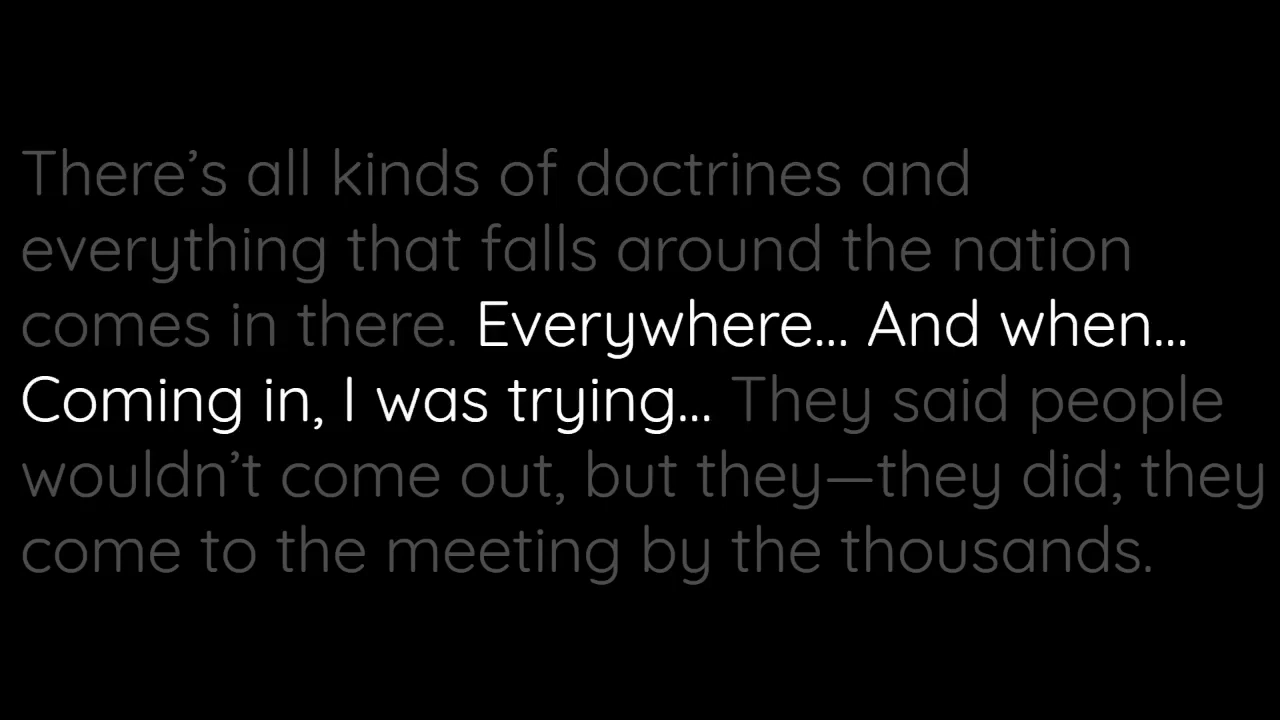 There’s all kinds of doctrines and
everything that falls around the nation
comes in there. Everywhere... And when...
Coming in, I was trying... They said people
wouldn’t come out, but they—they did; they
come to the meeting by the thousands.